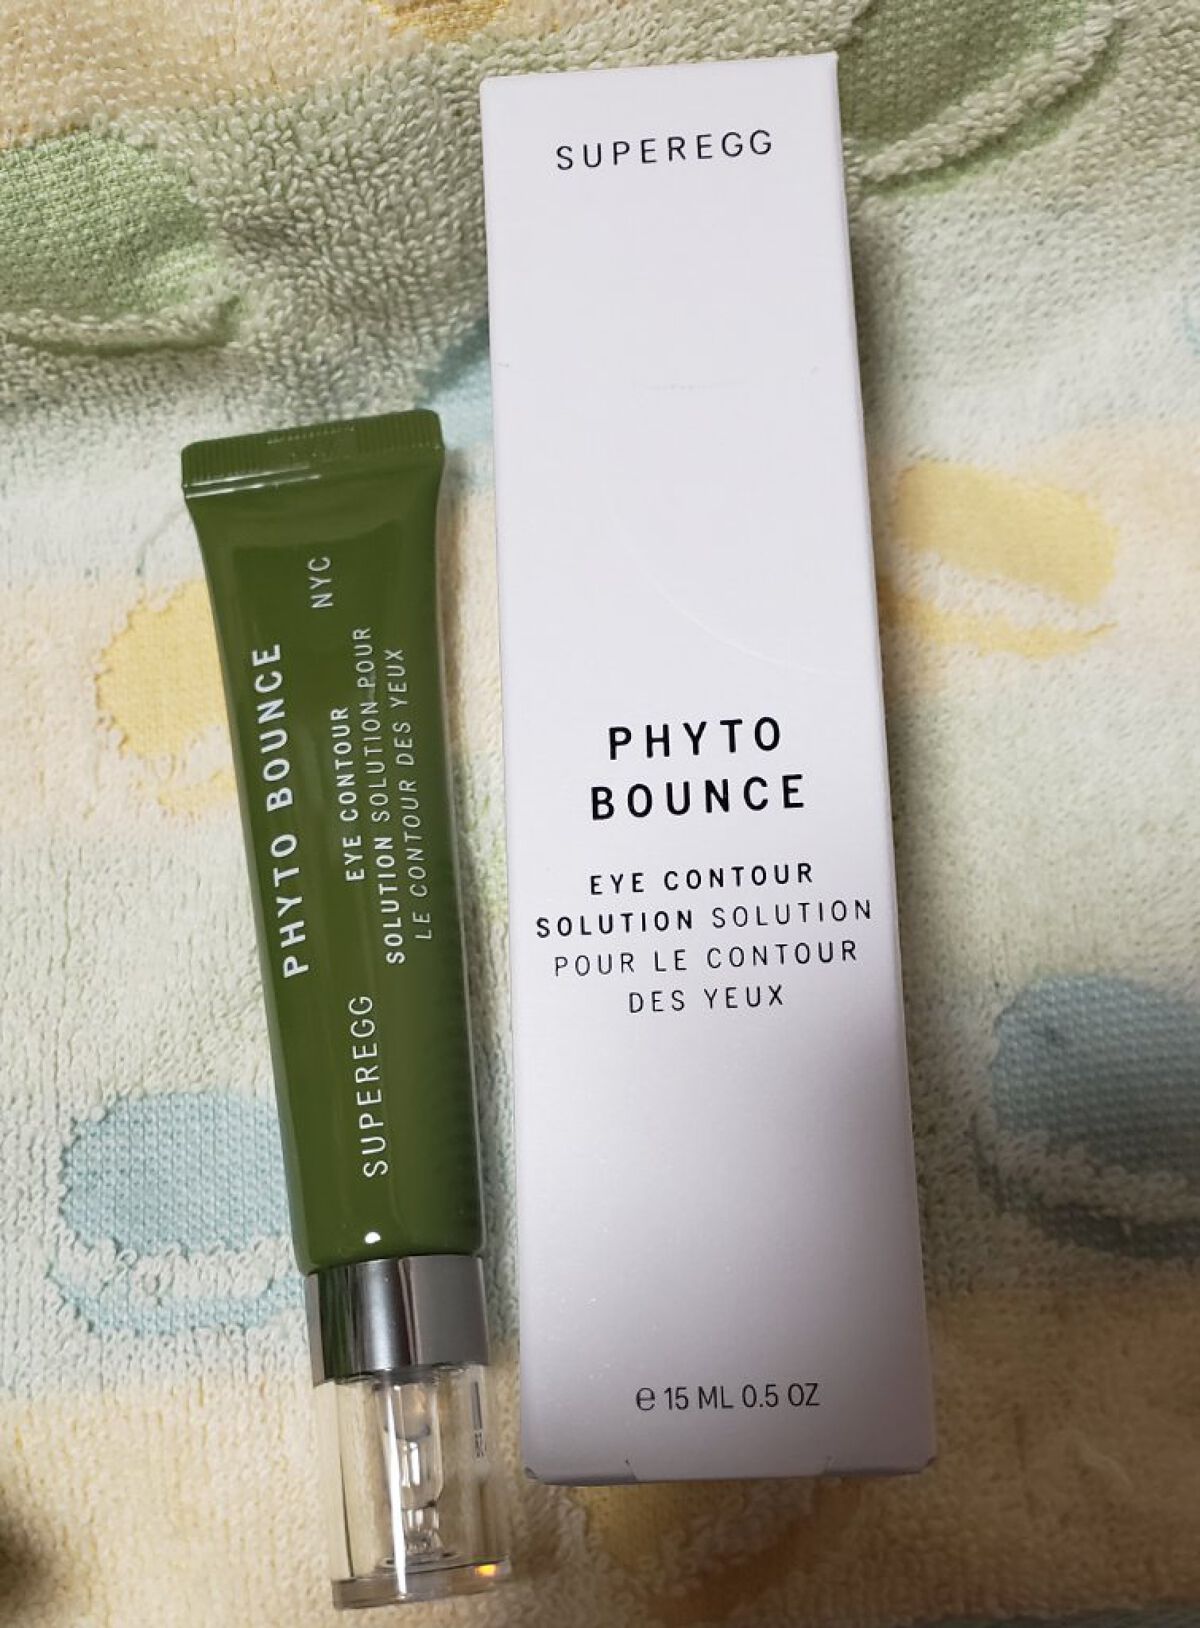 PHYTO BOUNCE
NYC
EYE CONTOUR
SOLUTION SOLUTION POUR
LE CONTOUR DES YEUX
SUPEREGG
SUPEREGG
PHYTO
BOUNCE
EYE CONTOUR
SOLUTION SOLUTION
POUR LE CONTOUR
DES YEUX
℮ 15 ML 0.5 OZ